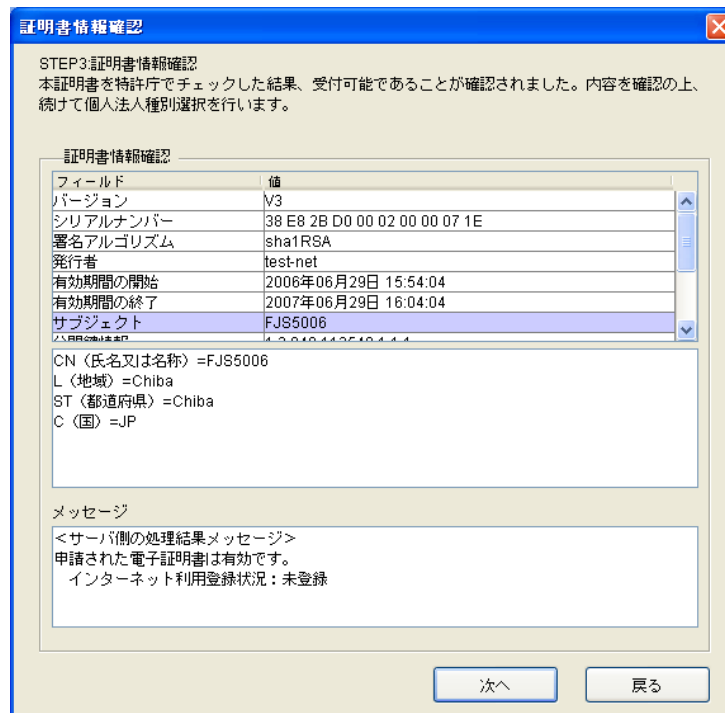 証明書情報確認
STEP3:証明書情報確認
本証明書を特許庁でチェックした結果、受付可能であることが確認されました。内容を確認の上、
続けて個人法人種別選択を行います。
証明書情報確認
フィールド 値
バージョン V3
シリアルナンバー 38 E8 2B D0 00 02 00 00 07 1E
署名アルゴリズム sha1RSA
発行者 test-net
有効期間の開始 2006年06月29日 15:54:04
有効期間の終了 2007年06月29日 16:04:04
サブジェクト FJS5006
CN（氏名又は名称）=FJS5006
L（地域）=Chiba
ST（都道府県）=Chiba
C（国）=JP
メッセージ
＜サーバ側の処理結果メッセージ＞
申請された電子証明書は有効です。
インターネット利用登録状況：未登録
次へ 戻る